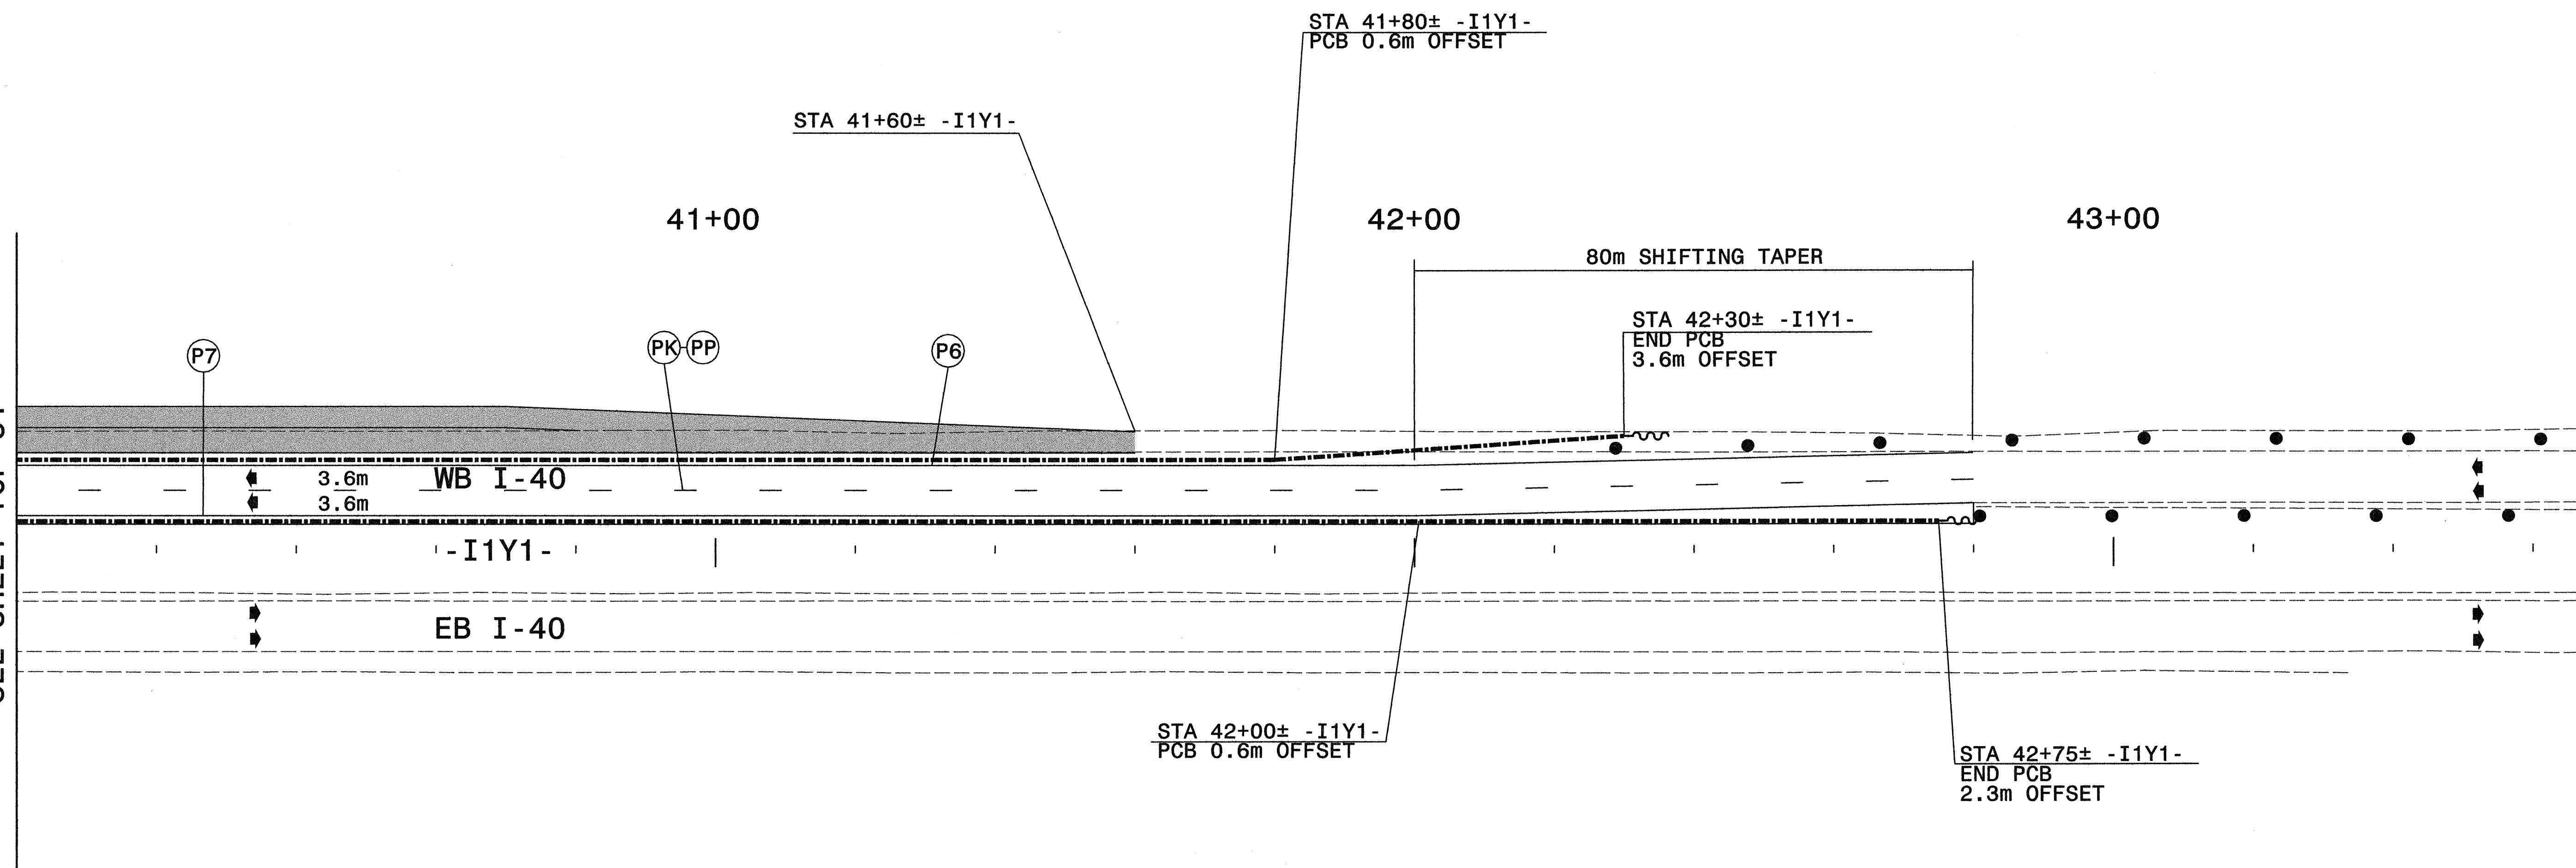 STA 41+80± -I1Y1-
PCB 0.6m OFFSET
STA 41+60± -I1Y1-
41+00
42+00
43+00
80m SHIFTING TAPER
STA 42+30± -I1Y1-
END PCB
3.6m OFFSET
P7
PK
PP
P6
3.6m
WB I-40
3.6m
-I1Y1-
EB I-40
STA 42+00± -I1Y1-
PCB 0.6m OFFSET
STA 42+75± -I1Y1-
END PCB
2.3m OFFSET